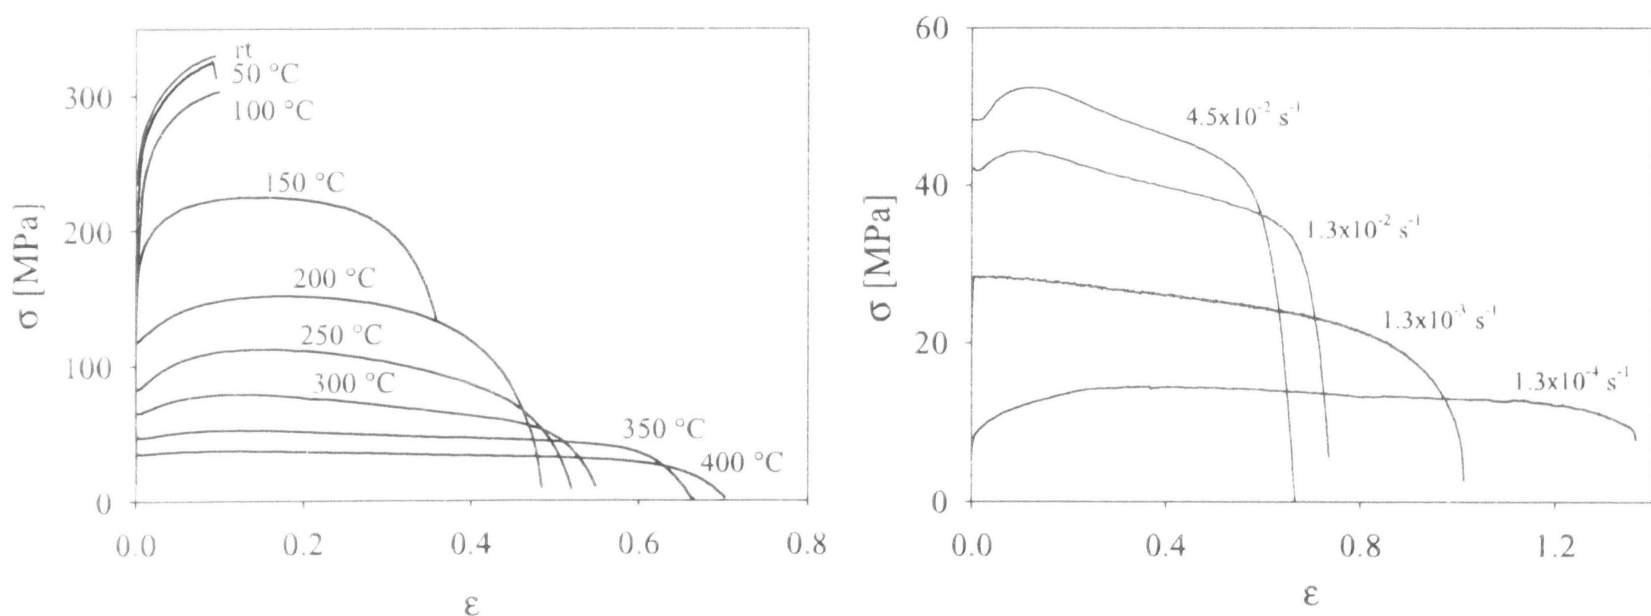 rt
50 °C
100 °C
150 °C
200 °C
250 °C
300 °C
350 °C
400 °C
σ [MPa]
300
200
100
0
0.0 0.2 0.4 0.6 0.8
ε
60
40
20
0
σ [MPa]
4.5x10⁻² s⁻¹
1.3x10⁻² s⁻¹
1.3x10⁻³ s⁻¹
1.3x10⁻⁴ s⁻¹
0.0 0.4 0.8 1.2
ε